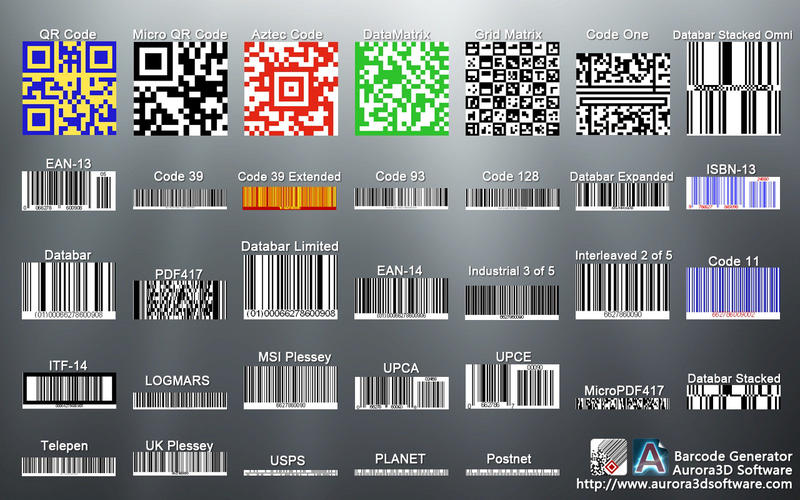 QR Code
Micro QR Code
Aztec Code
DataMatrix
Grid Matrix
Code One
Databar Stacked Omni
EAN-13
Code 39
Code 39 Extended
Code 93
Code 128
Databar Expanded
ISBN-13
Databar
PDF417
Databar Limited
EAN-14
Industrial 3 of 5
Interleaved 2 of 5
Code 11
(01)00066278600908
(01)00066278600908
6627860090
6627860090
662786009002
ITF-14
LOGMARS
MSI Plessey
UPCA
UPCE
MicroPDF417
Databar Stacked
6627860090
Telepen
UK Plessey
USPS
PLANET
Postnet
Barcode Generator
Aurora3D Software
http://www.aurora3dsoftware.com